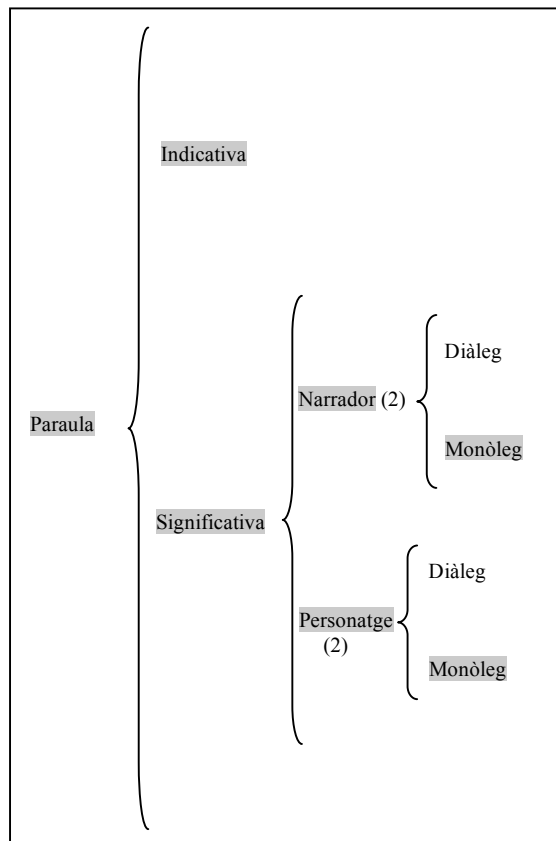 Indicativa
Diàleg
Narrador (2)
Paraula
Monòleg
Significativa
Diàleg
Personatge
(2)
Monòleg